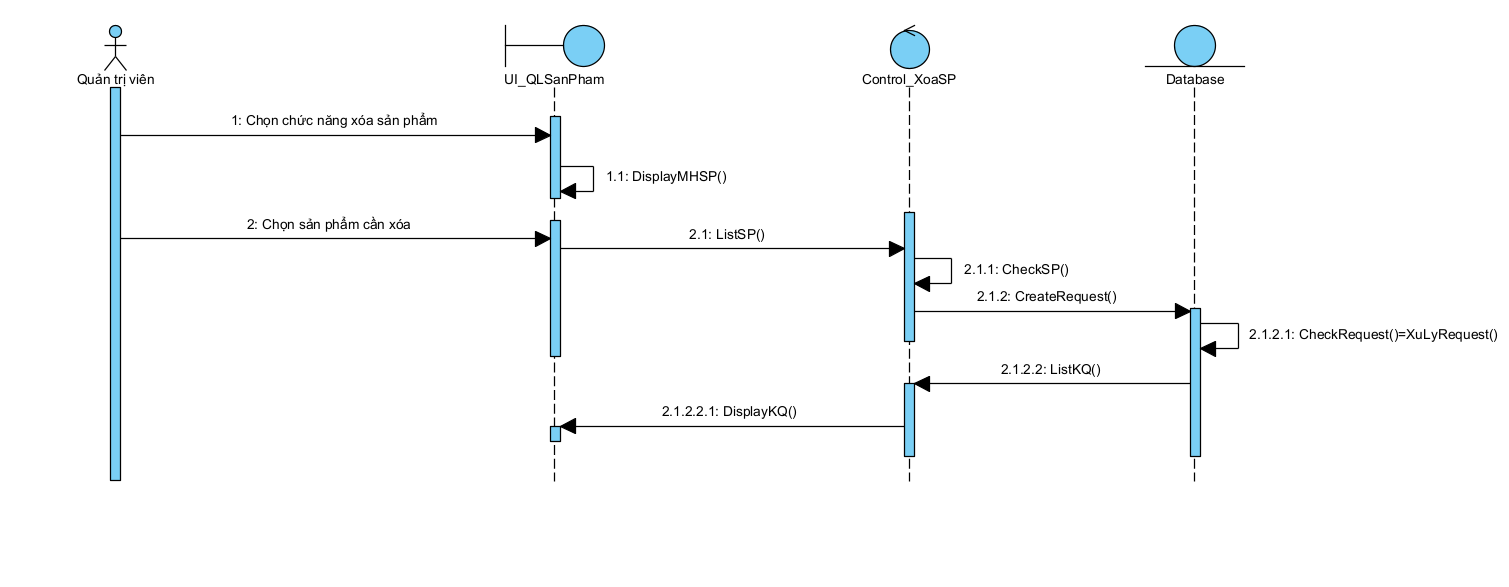 Quản trị viên
UI_QLSanPham
Control_XoaSP
Database
1: Chọn chức năng xóa sản phẩm
1.1: DisplayMHSP()
2: Chọn sản phẩm cần xóa
2.1: ListSP()
2.1.1: CheckSP()
2.1.2: CreateRequest()
2.1.2.1: CheckRequest()=XuLyRequest()
2.1.2.2: ListKQ()
2.1.2.2.1: DisplayKQ()